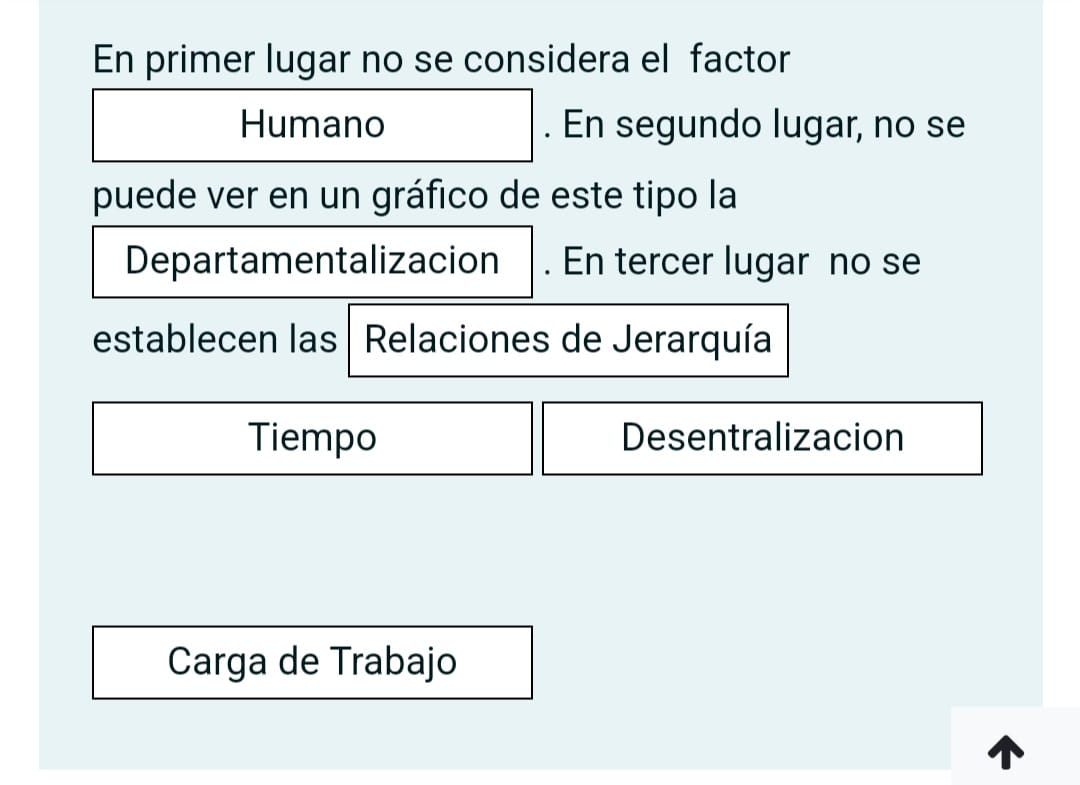 En primer lugar no se considera el factor
Humano . En segundo lugar, no se
puede ver en un gráfico de este tipo la
Departamentalizacion . En tercer lugar no se
establecen las Relaciones de Jerarquía
Tiempo Desentralizacion
Carga de Trabajo